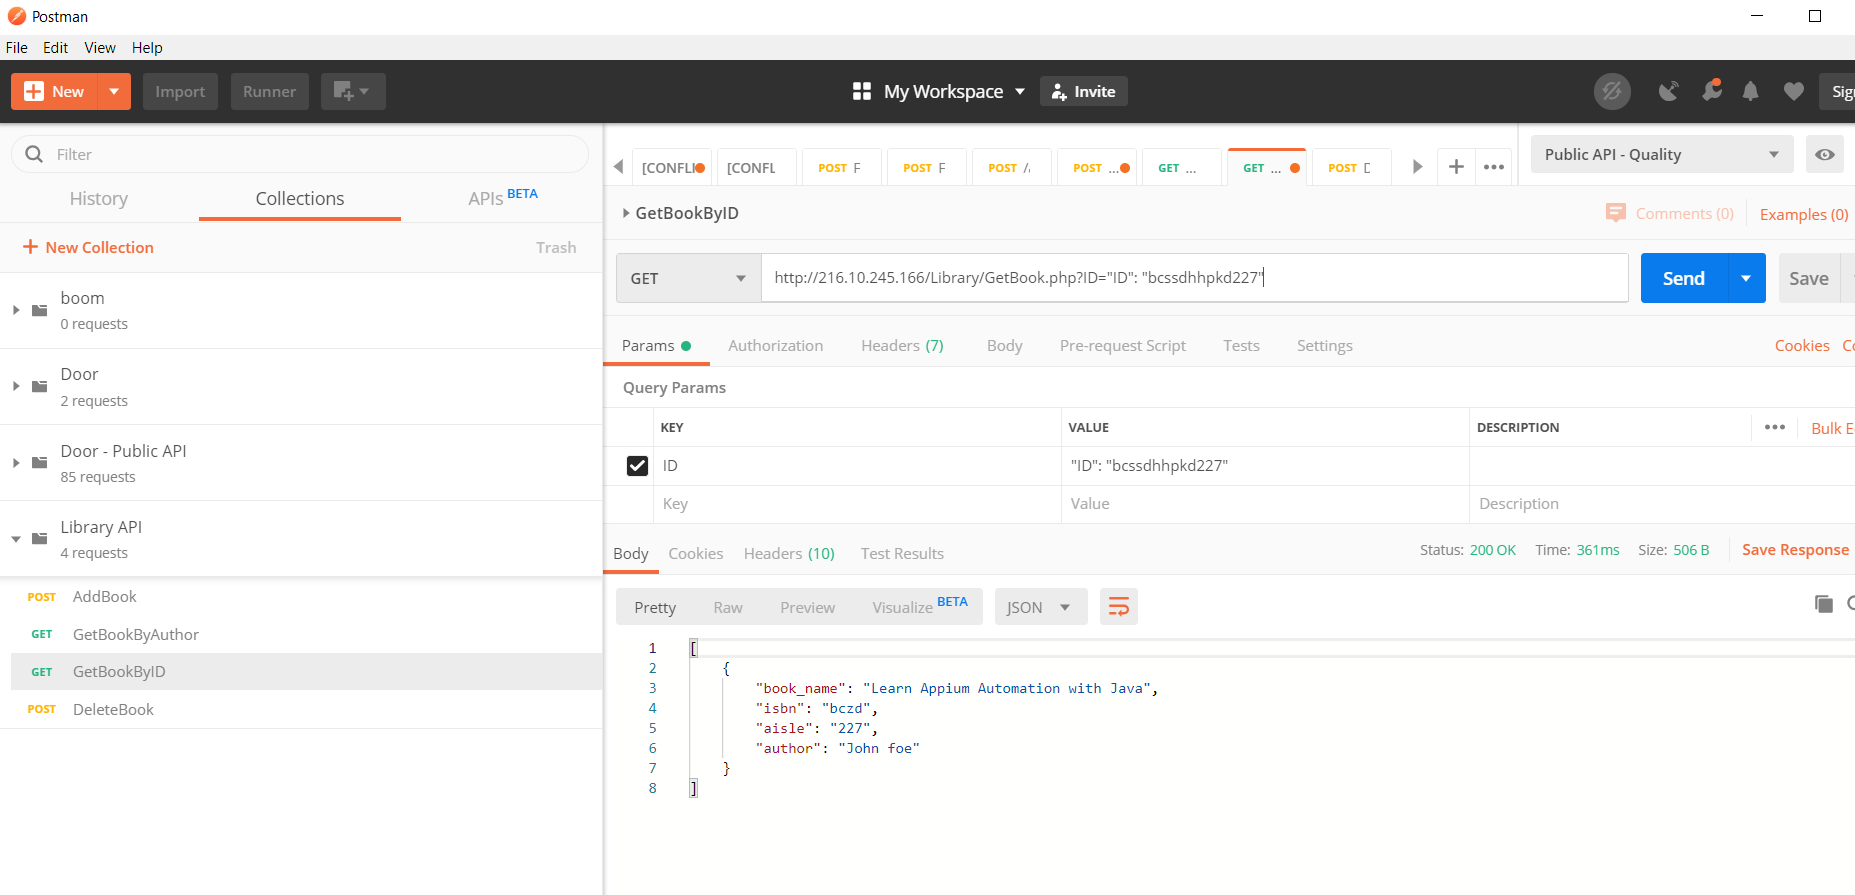 Postman
File Edit View Help
New Import Runner My Workspace Invite
Filter
History Collections APIs BETA
New Collection Trash
boom
0 requests
Door
2 requests
Door - Public API
85 requests
Library API
4 requests
POST AddBook
GET GetBookByAuthor
GET GetBookByID
POST DeleteBook
[CONFLI [CONFL POST F POST F POST POST ... GET ... GET ... POST ••• Public API - Quality
GetBookByID Comments (0) Examples (0)
GET http://216.10.245.166/Library/GetBook.php?ID="ID": "bcssdhhpkd227" Send Save
Params Authorization Headers (7) Body Pre-request Script Tests Settings Cookies
Query Params
KEY VALUE DESCRIPTION ••• Bulk E
ID "ID": "bcssdhhpkd227"
Key Value Description
Body Cookies Headers (10) Test Results Status: 200 OK Time: 361ms Size: 506 B Save Response
Pretty Raw Preview Visualize BETA JSON
1 [
2 {
3 "book_name": "Learn Appium Automation with Java",
4 "isbn": "bczd",
5 "aisle": "227",
6 "author": "John foe"
7 }
8 ]